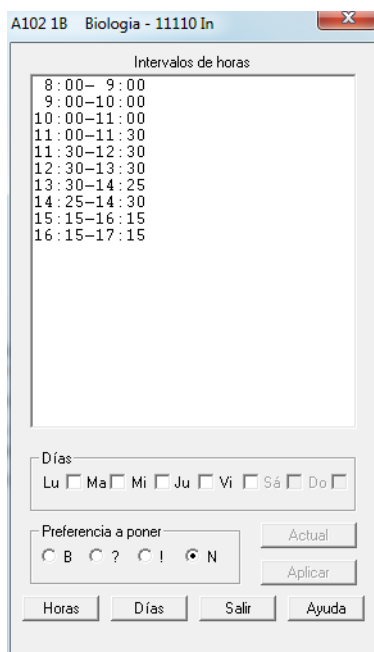 A102 1B Biologia - 11110 In
Intervalos de horas
8:00- 9:00
9:00-10:00
10:00-11:00
11:00-11:30
11:30-12:30
12:30-13:30
13:30-14:25
14:25-14:30
15:15-16:15
16:15-17:15
Días
Lu Ma Mi Ju Vi Sá Do
Preferencia a poner
B ? ! N
Actual
Aplicar
Horas Días Salir Ayuda